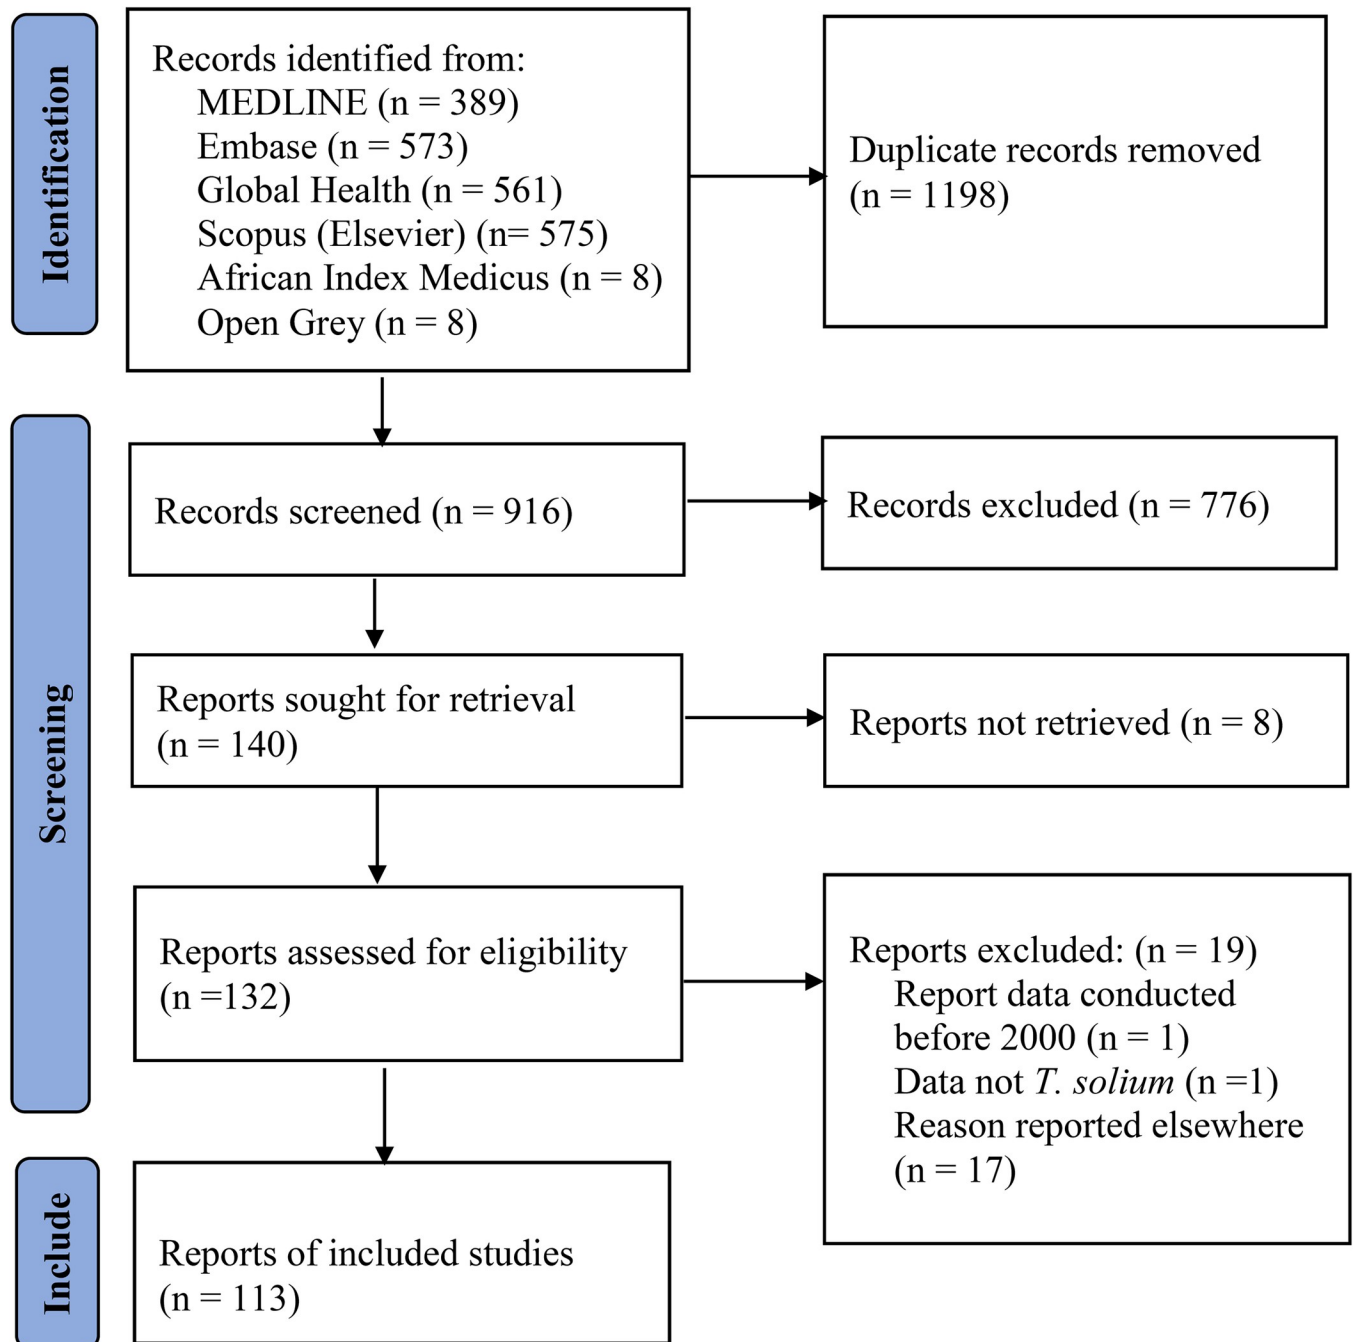 Identification
Records identified from:
MEDLINE (n = 389)
Embase (n = 573)
Global Health (n = 561)
Scopus (Elsevier) (n= 575)
African Index Medicus (n = 8)
Open Grey (n = 8)
Duplicate records removed
(n = 1198)
Screening
Records screened (n = 916)
Records excluded (n = 776)
Reports sought for retrieval
(n = 140)
Reports not retrieved (n = 8)
Reports assessed for eligibility
(n =132)
Reports excluded: (n = 19)
Report data conducted
before 2000 (n = 1)
Data not T. solium (n =1)
Reason reported elsewhere
(n = 17)
Include
Reports of included studies
(n = 113)